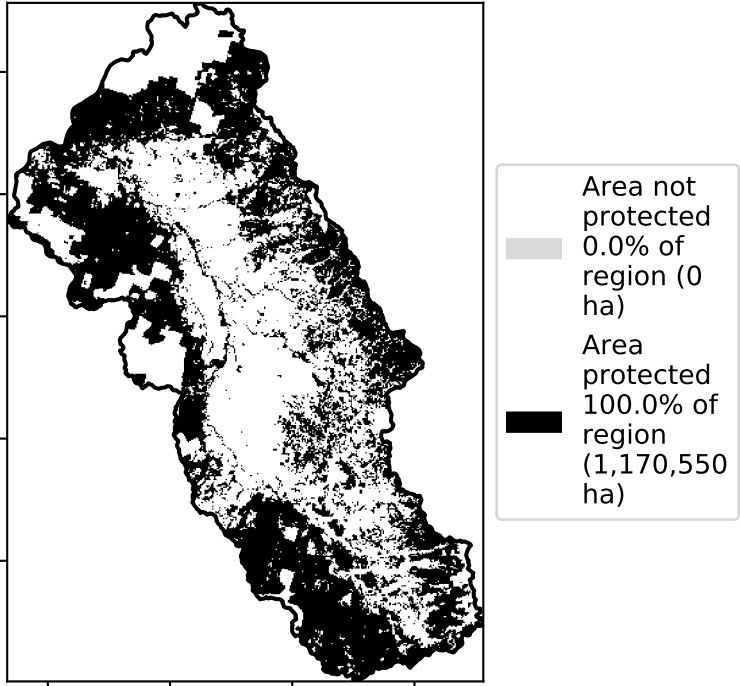 Area not
protected
0.0% of
region (0
ha)
Area
protected
100.0% of
region
(1,170,550
ha)